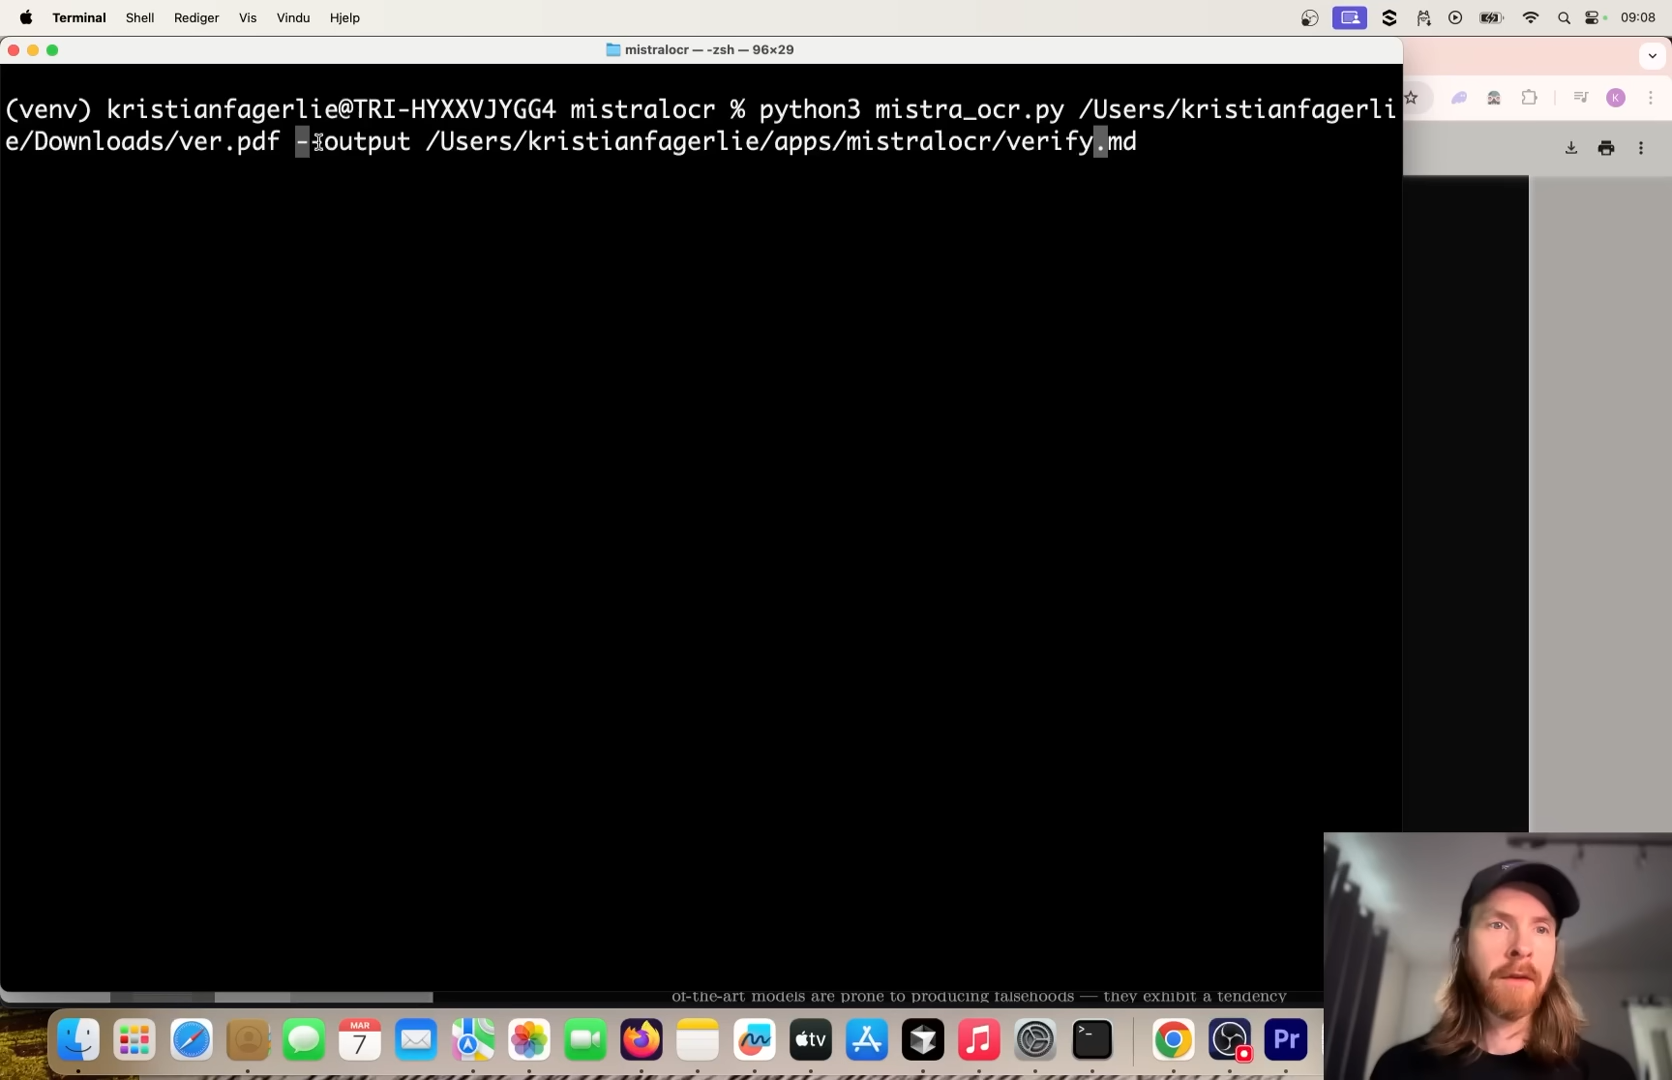 Terminal Shell Rediger Vis Vindu Hjelp 09:08
mistralocr — -zsh — 96×29
(venv) kristianfagerlie@TRI-HYXXVJYGG4 mistralocr % python3 mistra_ocr.py /Users/kristianfagerli
e/Downloads/ver.pdf --output /Users/kristianfagerlie/apps/mistralocr/verify.md
K
of-the-art models are prone to producing falsehoods — they exhibit a tendency
MAR
7
tv
>_
Pr